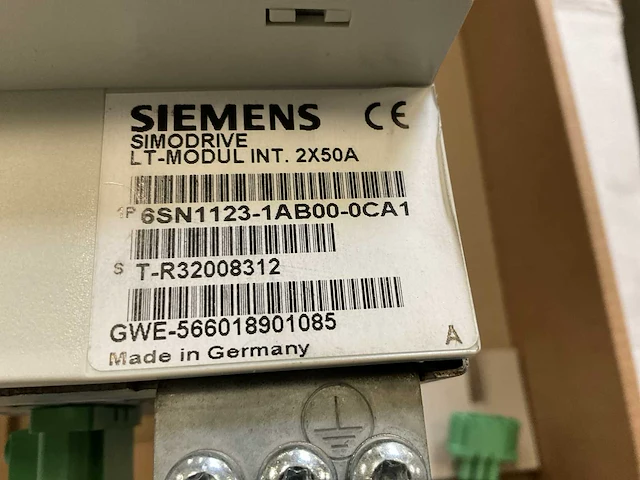 SIEMENS CE
SIMODRIVE
LT-MODUL INT. 2X50A
1P 6SN1123-1AB00-0CA1
S T-R32008312
GWE-566018901085
Made in Germany A